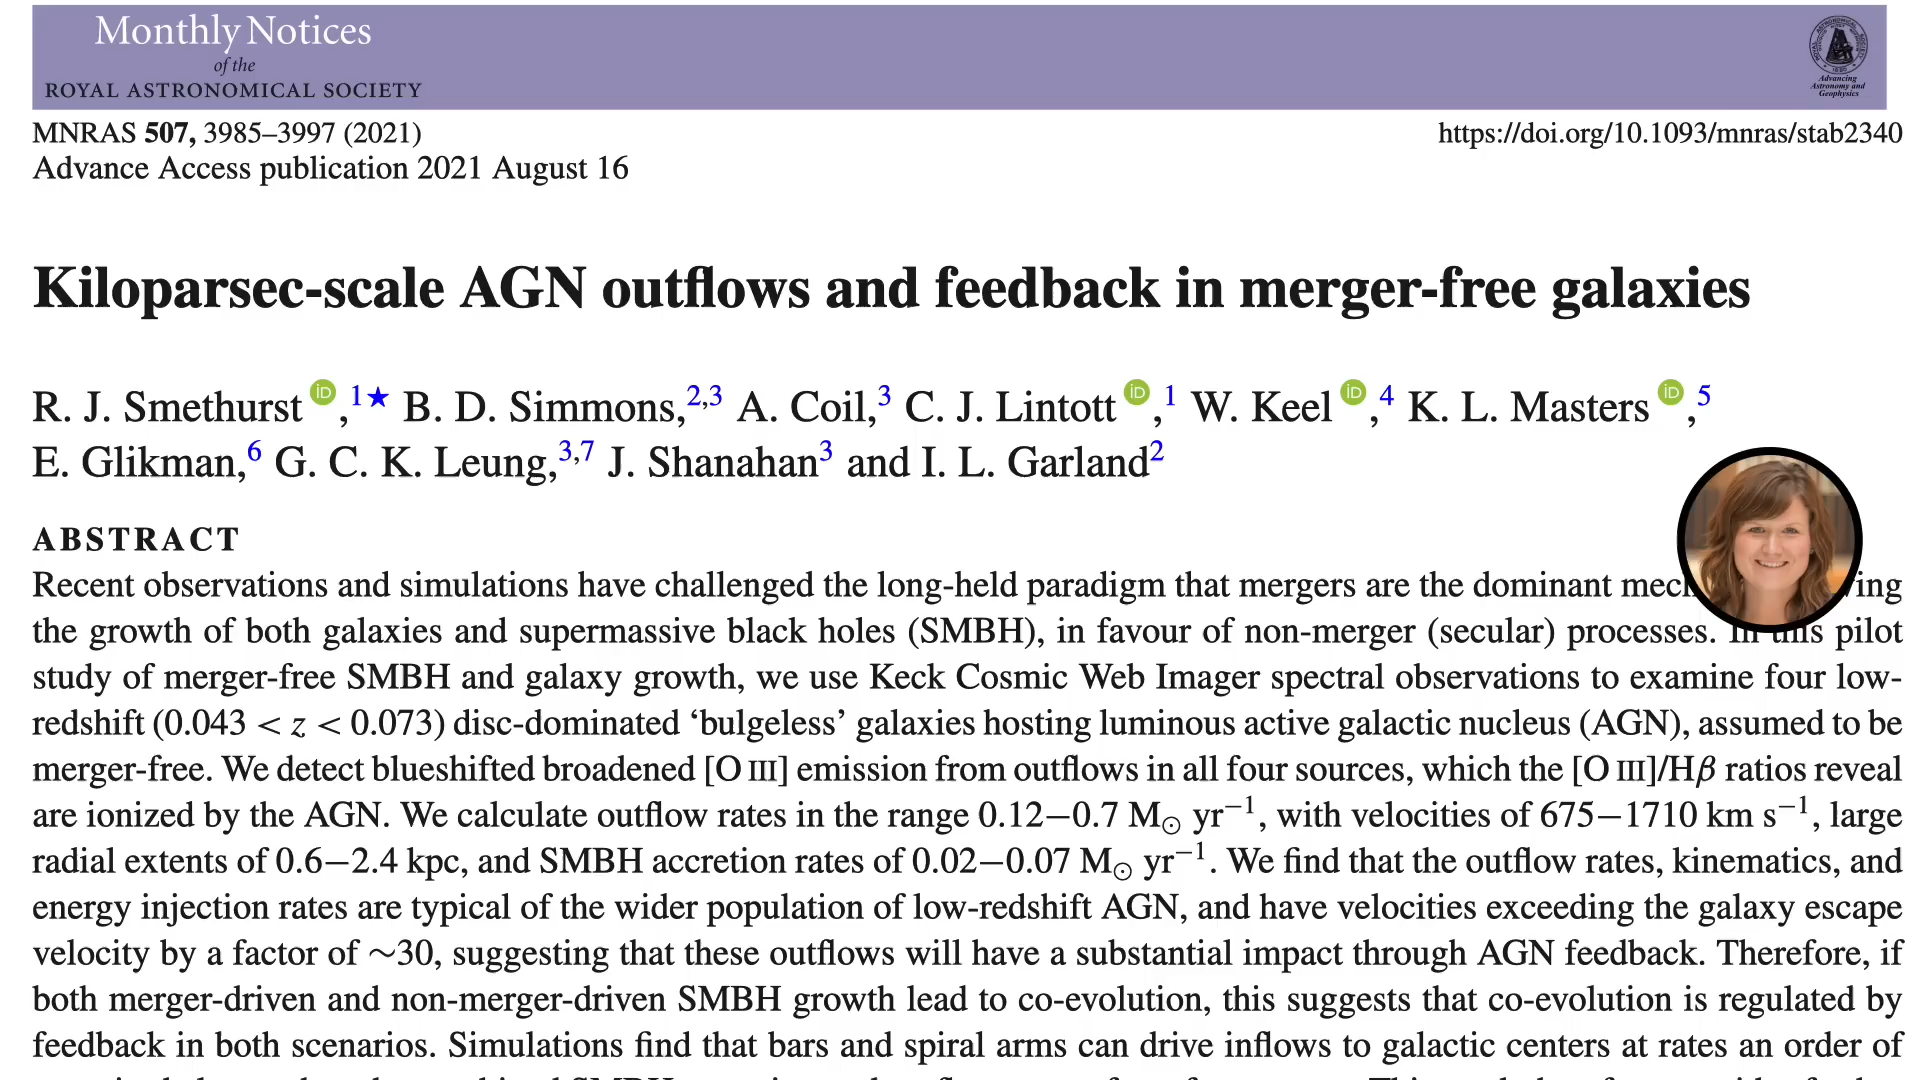 Monthly Notices
of the
ROYAL ASTRONOMICAL SOCIETY
Advancing
Astronomy and
Geophysics
MNRAS 507, 3985–3997 (2021)
https://doi.org/10.1093/mnras/stab2340
Advance Access publication 2021 August 16
Kiloparsec-scale AGN outflows and feedback in merger-free galaxies
R. J. Smethurst iD,1★ B. D. Simmons,2,3 A. Coil,3 C. J. Lintott iD,1 W. Keel iD,4 K. L. Masters iD,5
E. Glikman,6 G. C. K. Leung,3,7 J. Shanahan3 and I. L. Garland2
ABSTRACT
Recent observations and simulations have challenged the long-held paradigm that mergers are the dominant mec ing
the growth of both galaxies and supermassive black holes (SMBH), in favour of non-merger (secular) processes. In this pilot
study of merger-free SMBH and galaxy growth, we use Keck Cosmic Web Imager spectral observations to examine four low-
redshift (0.043 < z < 0.073) disc-dominated ‘bulgeless’ galaxies hosting luminous active galactic nucleus (AGN), assumed to be
merger-free. We detect blueshifted broadened [O III] emission from outflows in all four sources, which the [O III]/Hβ ratios reveal
are ionized by the AGN. We calculate outflow rates in the range 0.12−0.7 M⊙ yr−1, with velocities of 675−1710 km s−1, large
radial extents of 0.6−2.4 kpc, and SMBH accretion rates of 0.02−0.07 M⊙ yr−1. We find that the outflow rates, kinematics, and
energy injection rates are typical of the wider population of low-redshift AGN, and have velocities exceeding the galaxy escape
velocity by a factor of ∼30, suggesting that these outflows will have a substantial impact through AGN feedback. Therefore, if
both merger-driven and non-merger-driven SMBH growth lead to co-evolution, this suggests that co-evolution is regulated by
feedback in both scenarios. Simulations find that bars and spiral arms can drive inflows to galactic centers at rates an order of